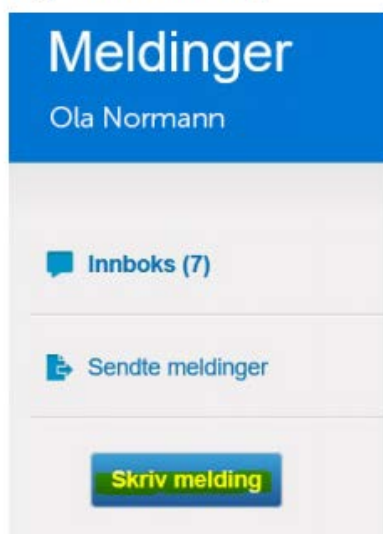 Meldinger
Ola Normann
Innboks (7)
Sendte meldinger
Skriv melding